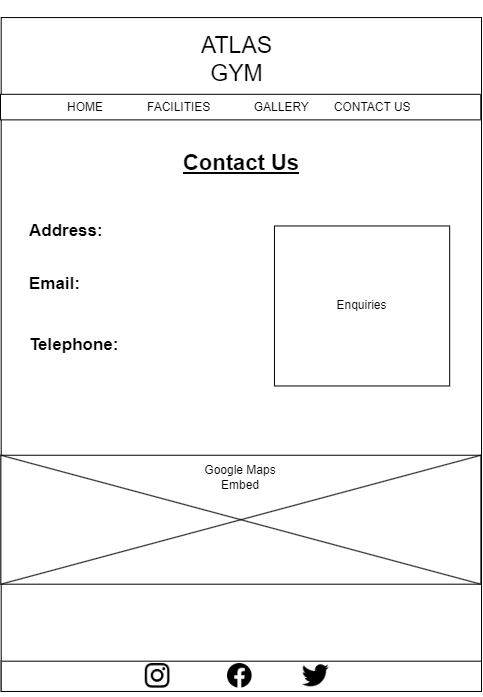 ATLAS
GYM
HOME FACILITIES GALLERY CONTACT US
Contact Us
Address:
Email:
Enquiries
Telephone:
Google Maps
Embed